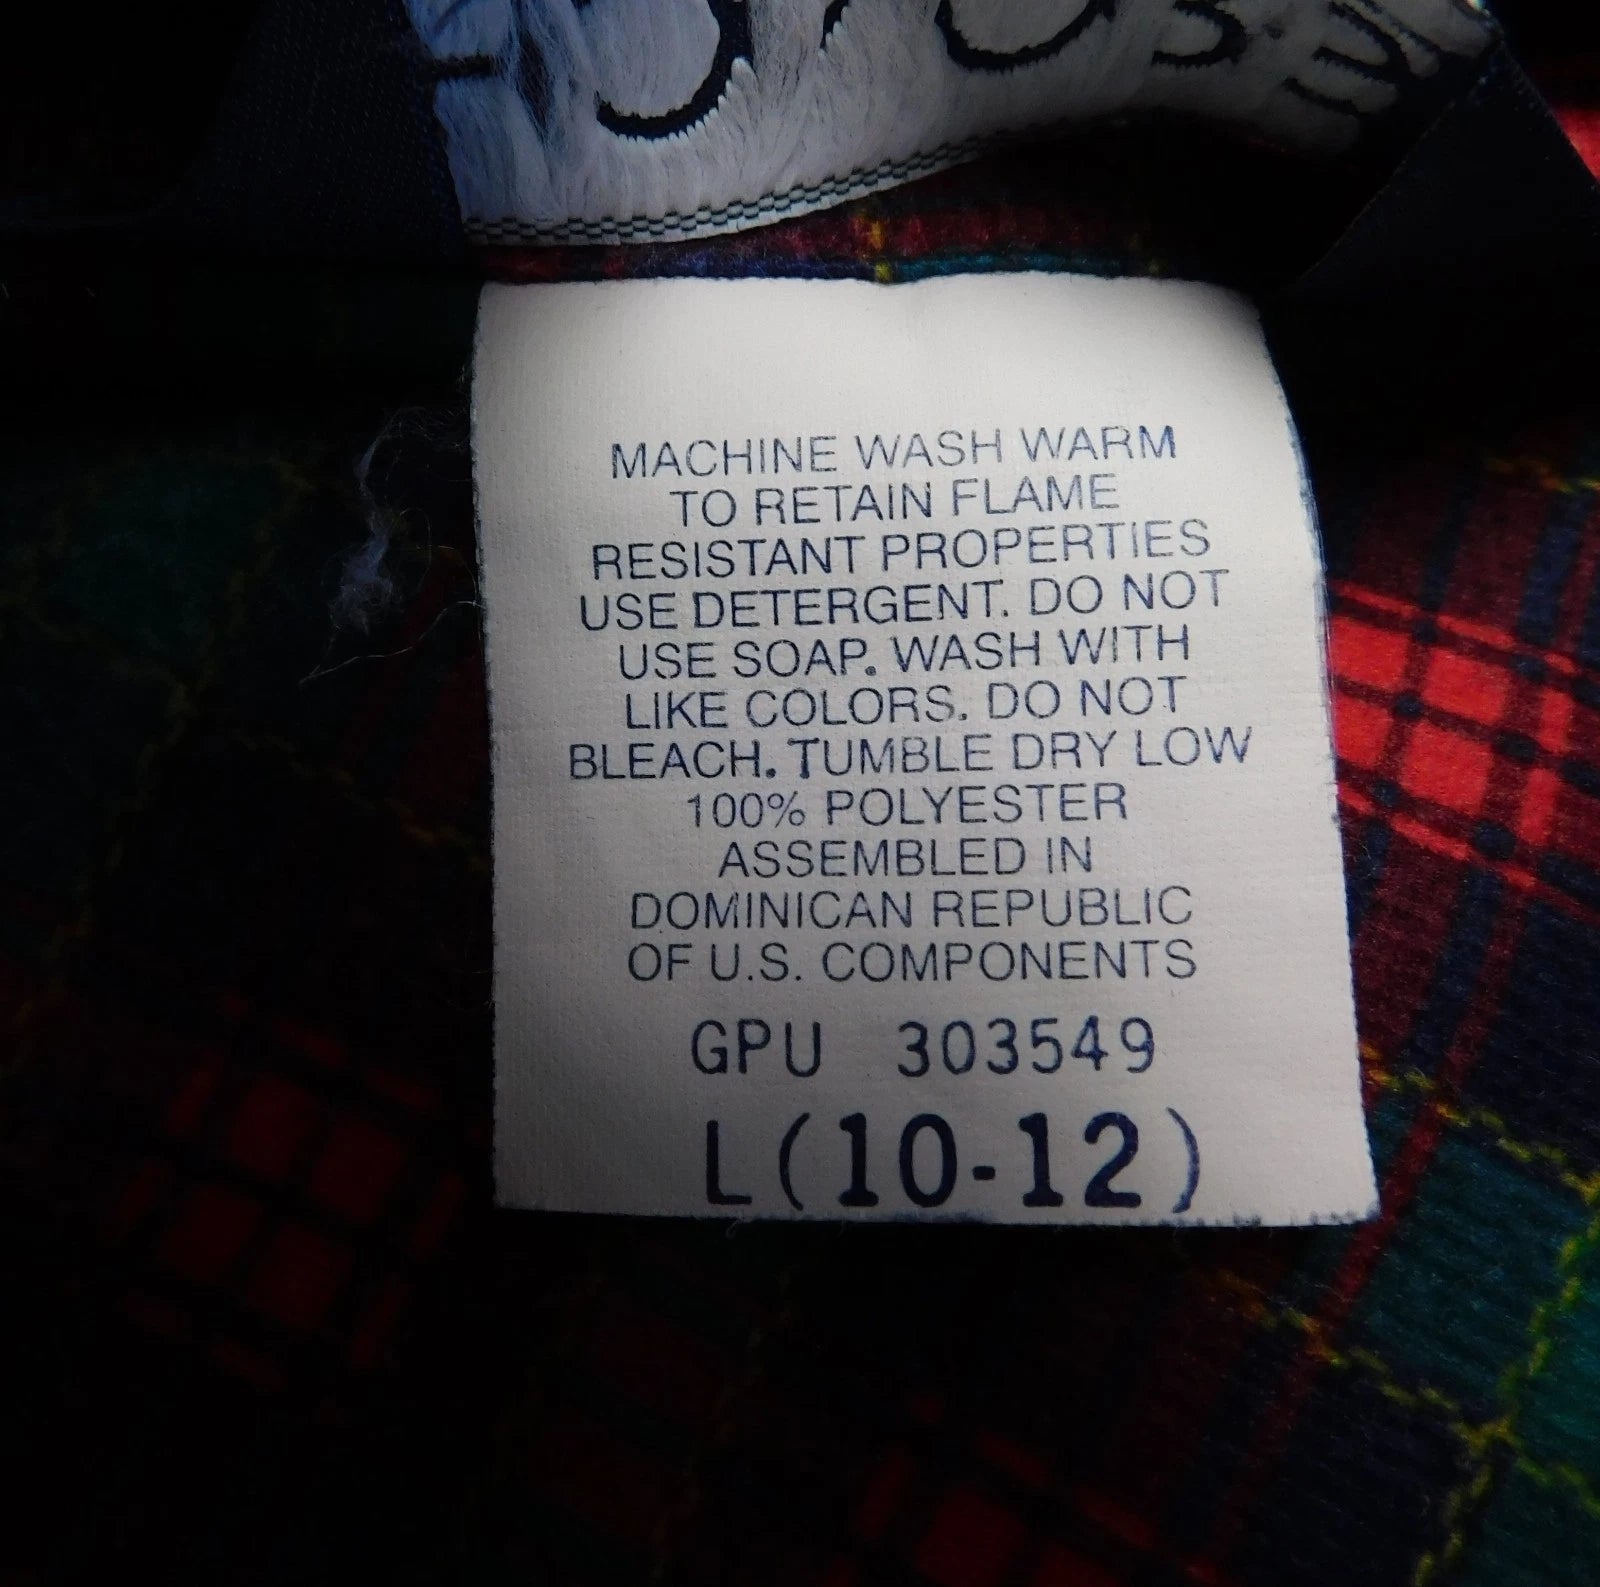 MACHINE WASH WARM
TO RETAIN FLAME
RESISTANT PROPERTIES
USE DETERGENT. DO NOT
USE SOAP. WASH WITH
LIKE COLORS. DO NOT
BLEACH. TUMBLE DRY LOW
100% POLYESTER
ASSEMBLED IN
DOMINICAN REPUBLIC
OF U.S. COMPONENTS
GPU 303549
L(10-12)